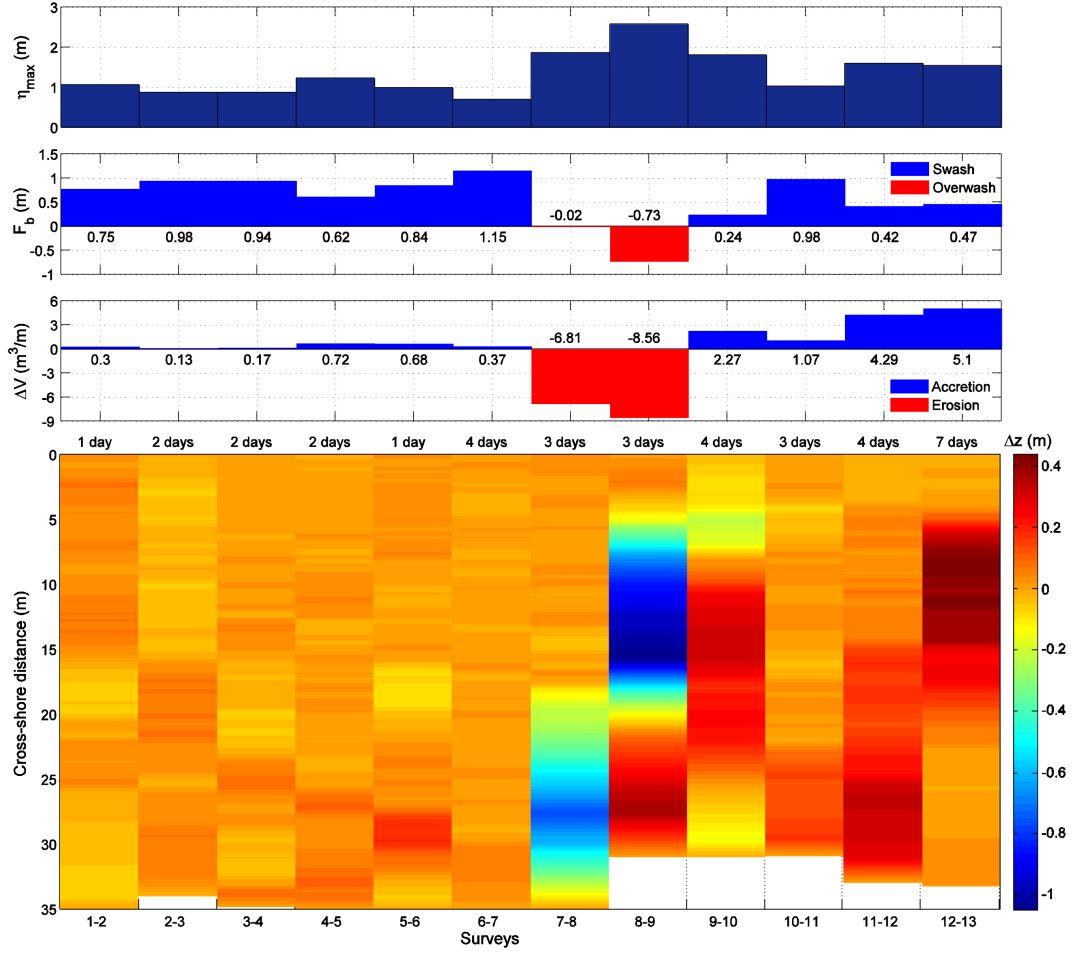 3
2
1
0
η_max (m)
1.5
1
0.5
0
-0.5
-1
F_b (m)
Swash
Overwash
-0.02 -0.73
0.75 0.98 0.94 0.62 0.84 1.15 0.24 0.98 0.42 0.47
6
3
0
-3
-6
-9
ΔV (m³/m)
-6.81 -8.56
0.3 0.13 0.17 0.72 0.68 0.37 2.27 1.07 4.29 5.1
Accretion
Erosion
1 day 2 days 2 days 2 days 1 day 4 days 3 days 3 days 4 days 3 days 4 days 7 days Δz (m)
0
5
10
15
20
25
30
35
Cross-shore distance (m)
0.4
0.2
0
-0.2
-0.4
-0.6
-0.8
-1
1-2 2-3 3-4 4-5 5-6 6-7 7-8 8-9 9-10 10-11 11-12 12-13
Surveys